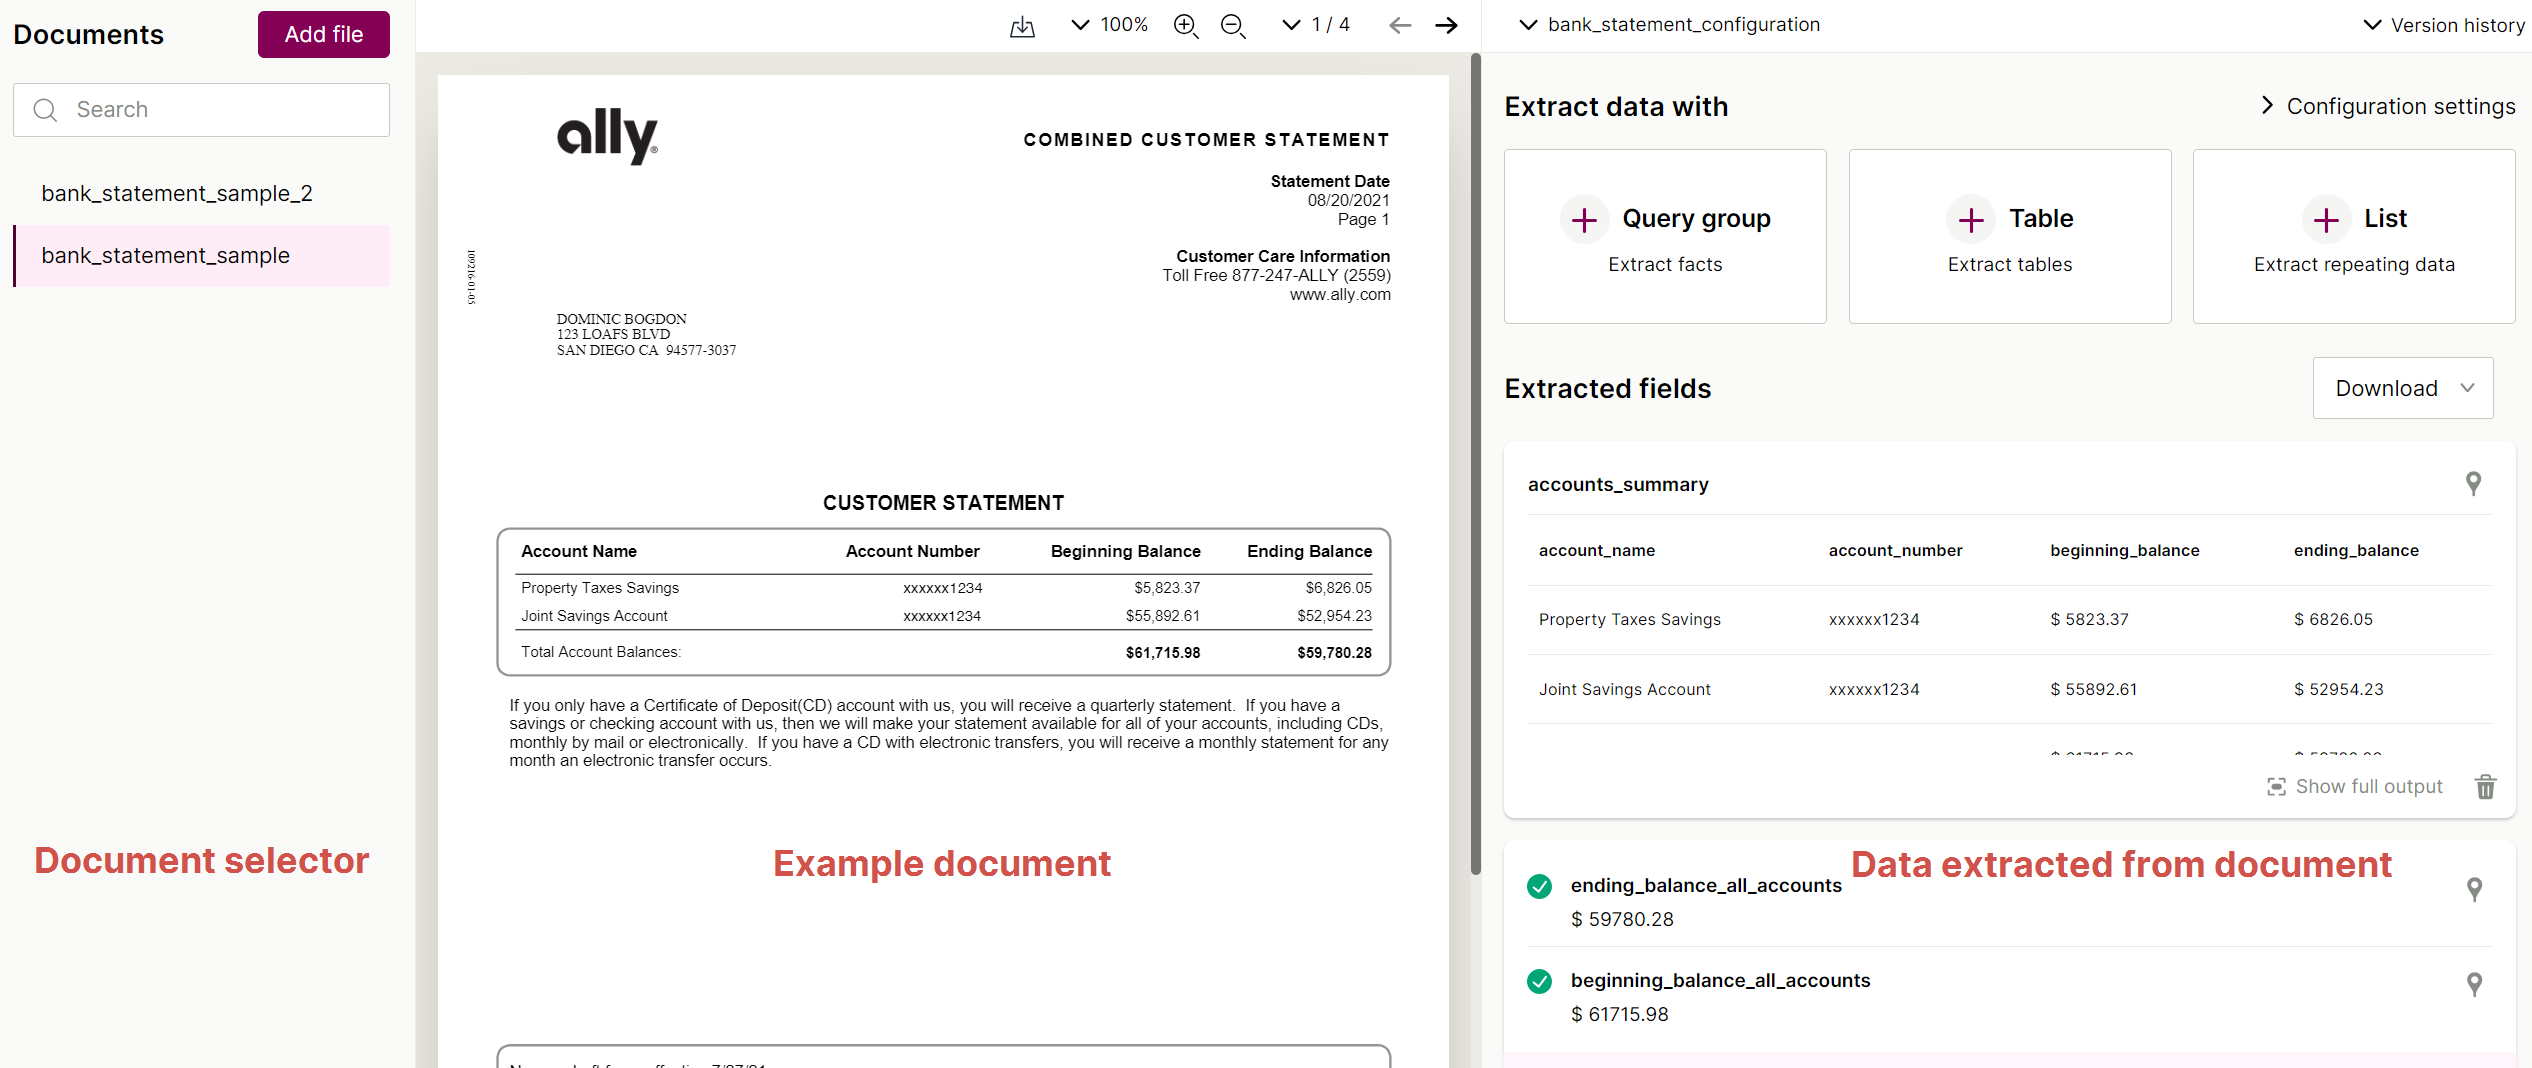 Documents
Add file
Search
bank_statement_sample_2
bank_statement_sample
Document selector
100%
1 / 4
ally
COMBINED CUSTOMER STATEMENT
Statement Date
08/20/2021
Page 1
Customer Care Information
Toll Free 877-247-ALLY (2559)
www.ally.com
109216-01-05
DOMINIC BOGDON
123 LOAFS BLVD
SAN DIEGO CA 94577-3037
CUSTOMER STATEMENT
Account Name Account Number Beginning Balance Ending Balance
Property Taxes Savings xxxxxx1234 $5,823.37 $6,826.05
Joint Savings Account xxxxxx1234 $55,892.61 $52,954.23
Total Account Balances: $61,715.98 $59,780.28
If you only have a Certificate of Deposit(CD) account with us, you will receive a quarterly statement. If you have a
savings or checking account with us, then we will make your statement available for all of your accounts, including CDs,
monthly by mail or electronically. If you have a CD with electronic transfers, you will receive a monthly statement for any
month an electronic transfer occurs.
Example document
bank_statement_configuration
Version history
Extract data with
Configuration settings
Query group
Extract facts
Table
Extract tables
List
Extract repeating data
Extracted fields
Download
accounts_summary
account_name account_number beginning_balance ending_balance
Property Taxes Savings xxxxxx1234 $ 5823.37 $ 6826.05
Joint Savings Account xxxxxx1234 $ 55892.61 $ 52954.23
Show full output
Data extracted from document
ending_balance_all_accounts
$ 59780.28
beginning_balance_all_accounts
$ 61715.98